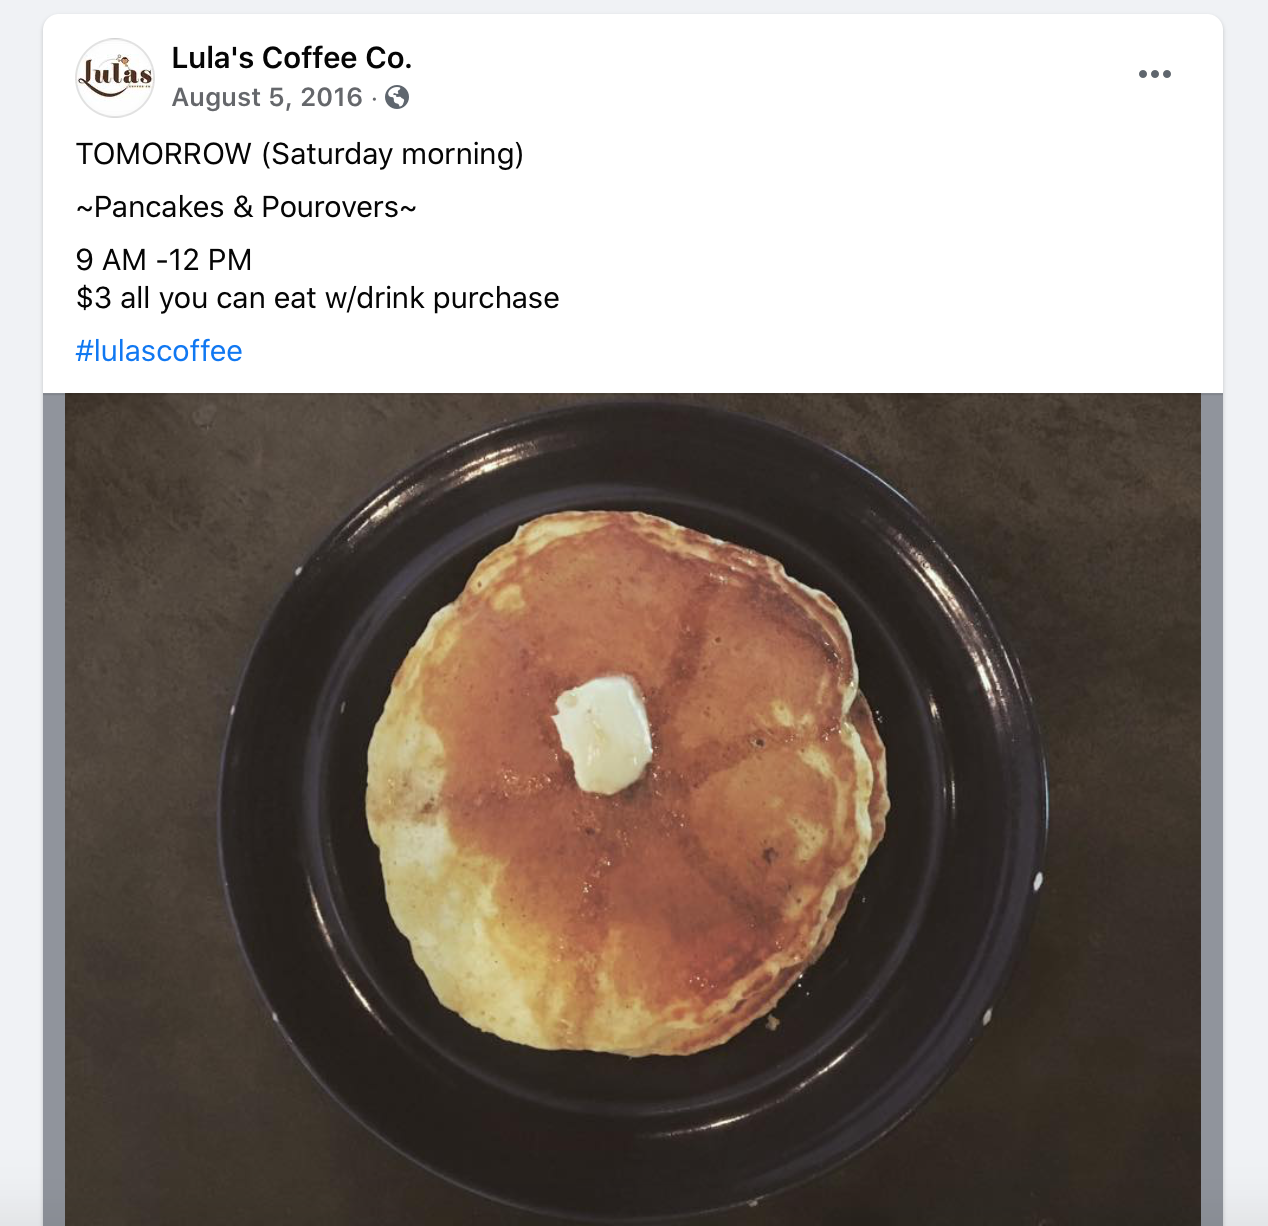 Lulas
Lula's Coffee Co.
August 5, 2016 ·
TOMORROW (Saturday morning)
~Pancakes & Pourovers~
9 AM -12 PM
$3 all you can eat w/drink purchase
#lulascoffee